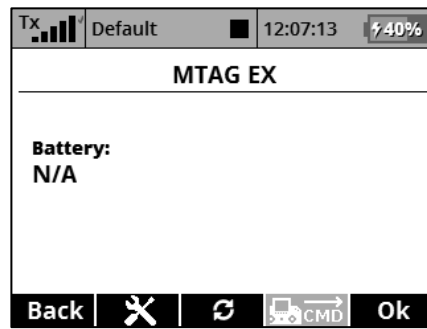 Tx Default 12:07:13 40%
MTAG EX
Battery:
N/A
Back CMD Ok